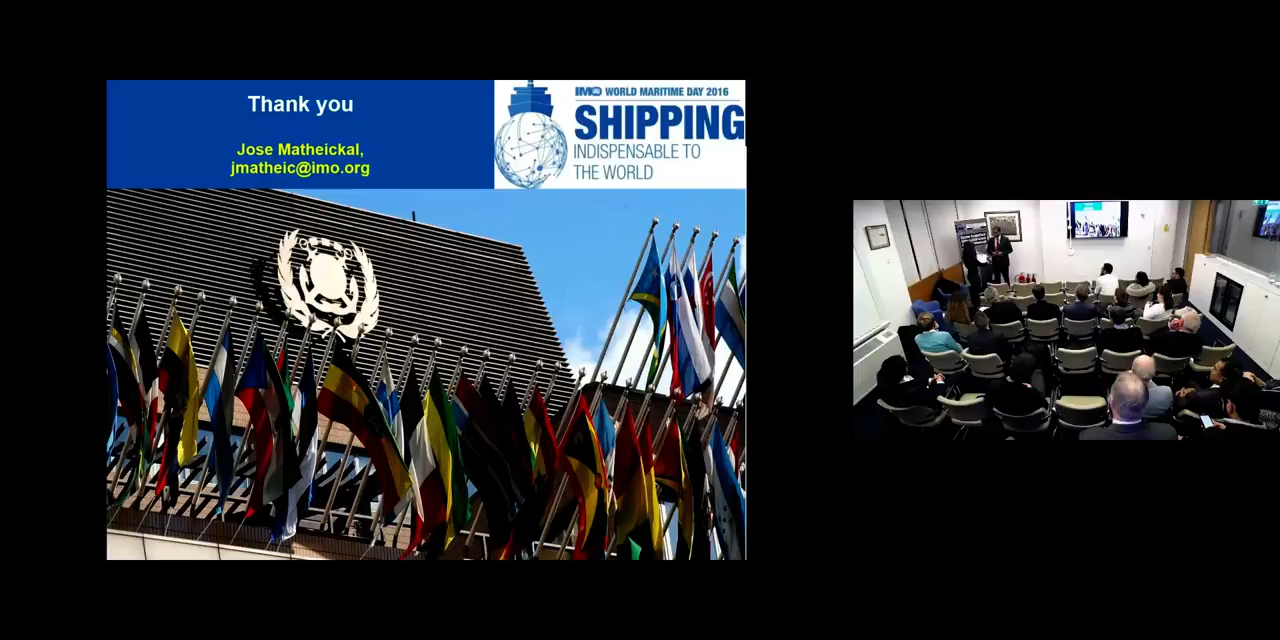 Thank you
Jose Matheickal,
jmatheic@imo.org
IMO WORLD MARITIME DAY 2016
SHIPPING
INDISPENSABLE TO
THE WORLD